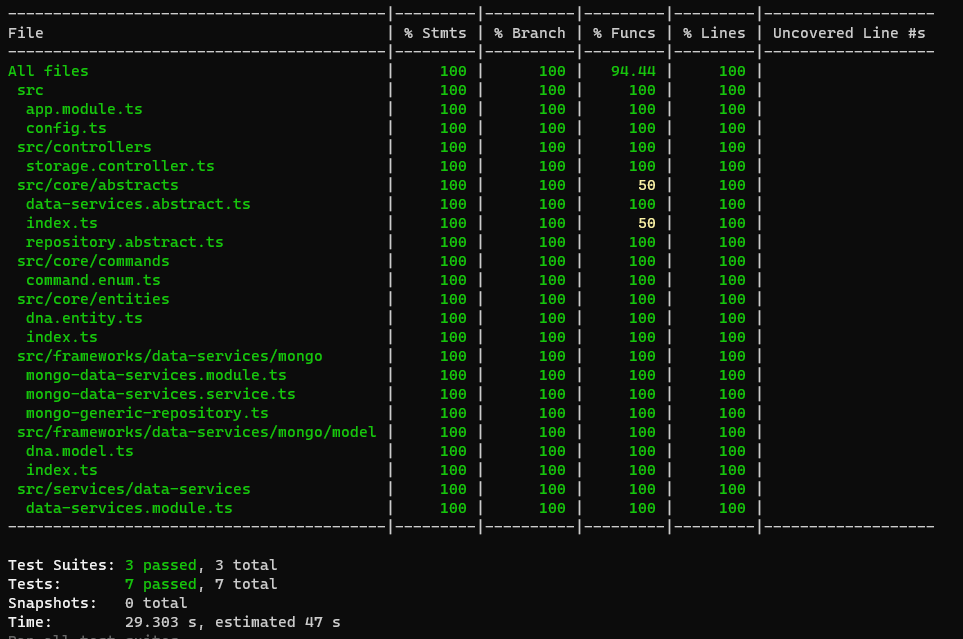 -----------------------------------------|---------|----------|---------|---------|-------------------
File                                     | % Stmts | % Branch | % Funcs | % Lines | Uncovered Line #s
-----------------------------------------|---------|----------|---------|---------|-------------------
All files                                |     100 |      100 |   94.44 |     100 |
 src                                     |     100 |      100 |     100 |     100 |
  app.module.ts                          |     100 |      100 |     100 |     100 |
  config.ts                              |     100 |      100 |     100 |     100 |
 src/controllers                         |     100 |      100 |     100 |     100 |
  storage.controller.ts                  |     100 |      100 |     100 |     100 |
 src/core/abstracts                      |     100 |      100 |      50 |     100 |
  data-services.abstract.ts              |     100 |      100 |     100 |     100 |
  index.ts                               |     100 |      100 |      50 |     100 |
  repository.abstract.ts                 |     100 |      100 |     100 |     100 |
 src/core/commands                       |     100 |      100 |     100 |     100 |
  command.enum.ts                        |     100 |      100 |     100 |     100 |
 src/core/entities                       |     100 |      100 |     100 |     100 |
  dna.entity.ts                          |     100 |      100 |     100 |     100 |
  index.ts                               |     100 |      100 |     100 |     100 |
 src/frameworks/data-services/mongo      |     100 |      100 |     100 |     100 |
  mongo-data-services.module.ts          |     100 |      100 |     100 |     100 |
  mongo-data-services.service.ts         |     100 |      100 |     100 |     100 |
  mongo-generic-repository.ts            |     100 |      100 |     100 |     100 |
 src/frameworks/data-services/mongo/model |     100 |      100 |     100 |     100 |
  dna.model.ts                           |     100 |      100 |     100 |     100 |
  index.ts                               |     100 |      100 |     100 |     100 |
 src/services/data-services              |     100 |      100 |     100 |     100 |
  data-services.module.ts                |     100 |      100 |     100 |     100 |
-----------------------------------------|---------|----------|---------|---------|-------------------
Test Suites: 3 passed, 3 total
Tests:       7 passed, 7 total
Snapshots:   0 total
Time:        29.303 s, estimated 47 s
Ran all test suites